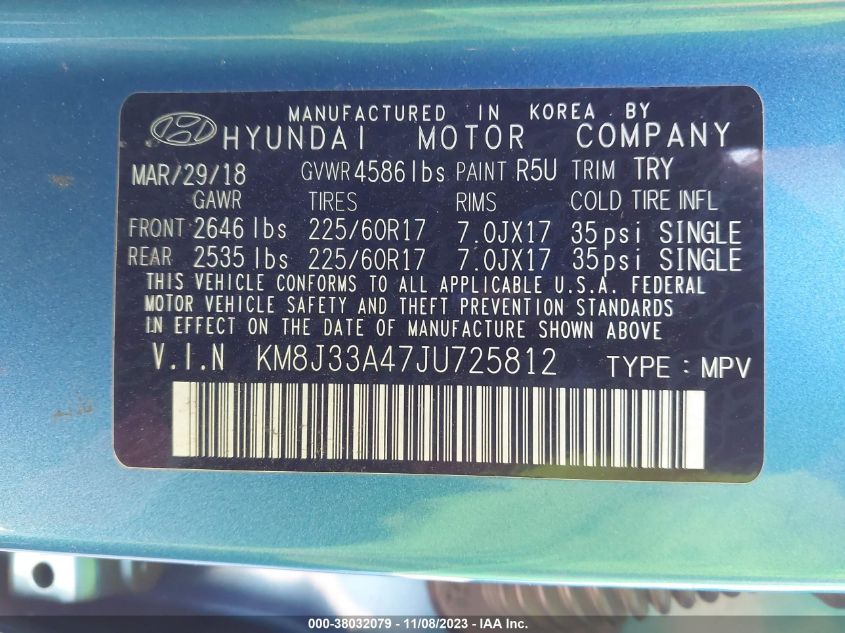 MANUFACTURED IN KOREA BY
HYUNDAI MOTOR COMPANY
MAR/29/18 GVWR 4586 lbs PAINT R5U TRIM TRY
GAWR TIRES RIMS COLD TIRE INFL
FRONT 2646 lbs 225/60R17 7.0JX17 35psi SINGLE
REAR 2535 lbs 225/60R17 7.0JX17 35psi SINGLE
THIS VEHICLE CONFORMS TO ALL APPLICABLE U.S.A. FEDERAL
MOTOR VEHICLE SAFETY AND THEFT PREVENTION STANDARDS
IN EFFECT ON THE DATE OF MANUFACTURE SHOWN ABOVE
V.I.N KM8J33A47JU725812 TYPE : MPV
000-38032079 - 11/08/2023 - IAA Inc.